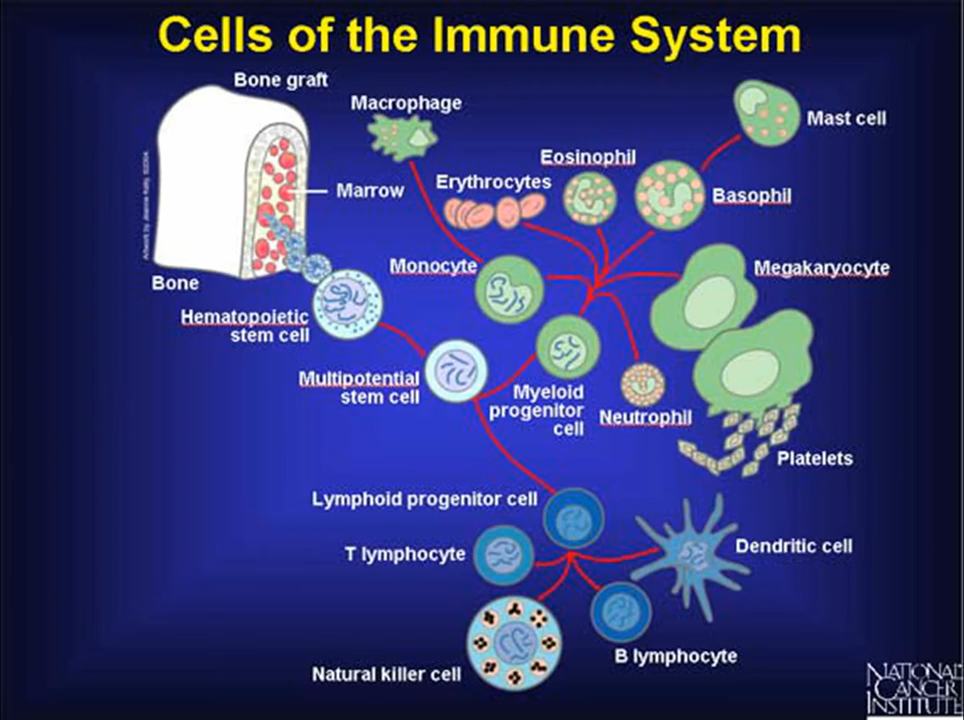 Cells of the Immune System
Bone graft
Macrophage
Mast cell
Eosinophil
Erythrocytes
Marrow
Basophil
Monocyte
Megakaryocyte
Bone
Hematopoietic
stem cell
Multipotential
stem cell
Myeloid
progenitor
cell
Neutrophil
Platelets
Lymphoid progenitor cell
T lymphocyte
Dendritic cell
B lymphocyte
Natural killer cell
NATIONAL
CANCER
INSTITUTE